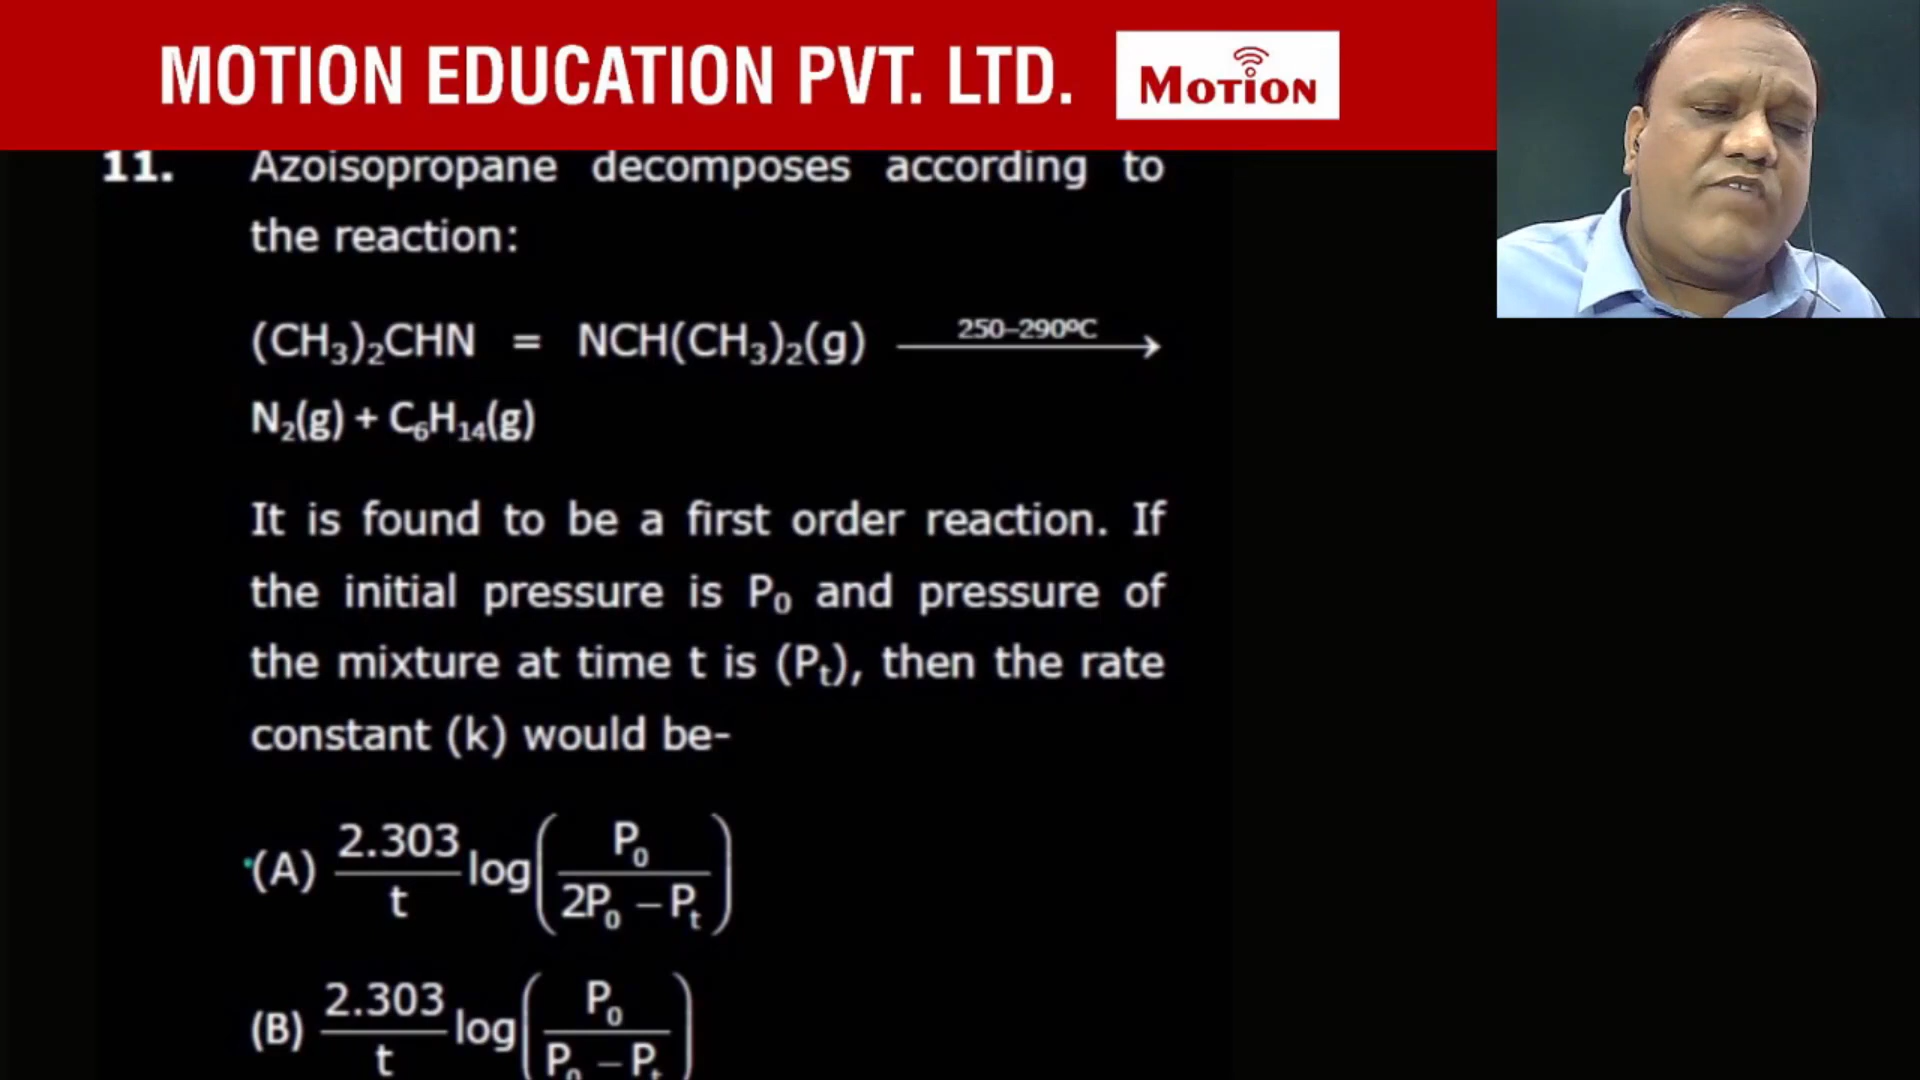 MOTION EDUCATION PVT. LTD.
MOTION
11. Azoisopropane decomposes according to
the reaction:
(CH₃)₂CHN = NCH(CH₃)₂(g) 250–290ºC →
N₂(g) + C₆H₁₄(g)
It is found to be a first order reaction. If
the initial pressure is P₀ and pressure of
the mixture at time t is (Pₜ), then the rate
constant (k) would be-
(A) 2.303/t log(P₀/(2P₀ – Pₜ))
(B) 2.303/t log(P₀/(P₀ – Pₜ))